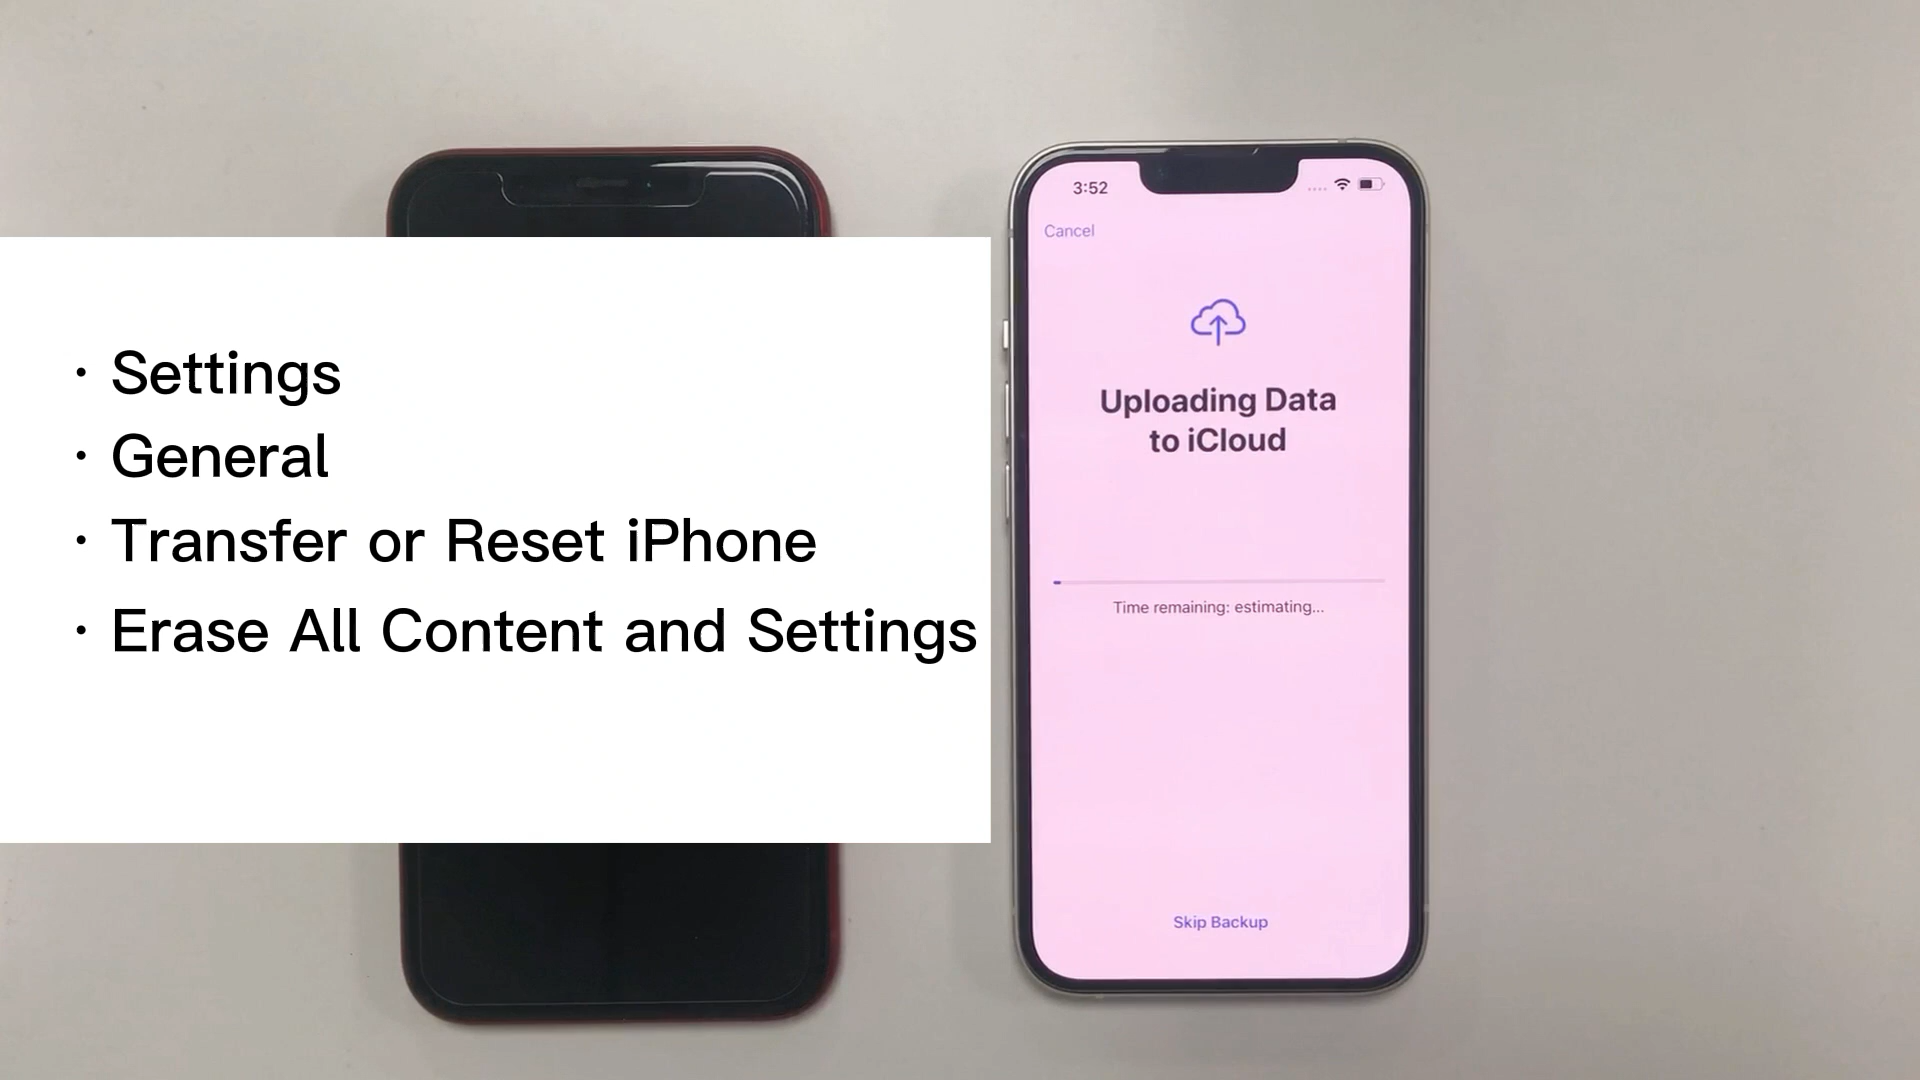 · Settings
· General
· Transfer or Reset iPhone
· Erase All Content and Settings
3:52
Cancel
Uploading Data
to iCloud
Time remaining: estimating...
Skip Backup